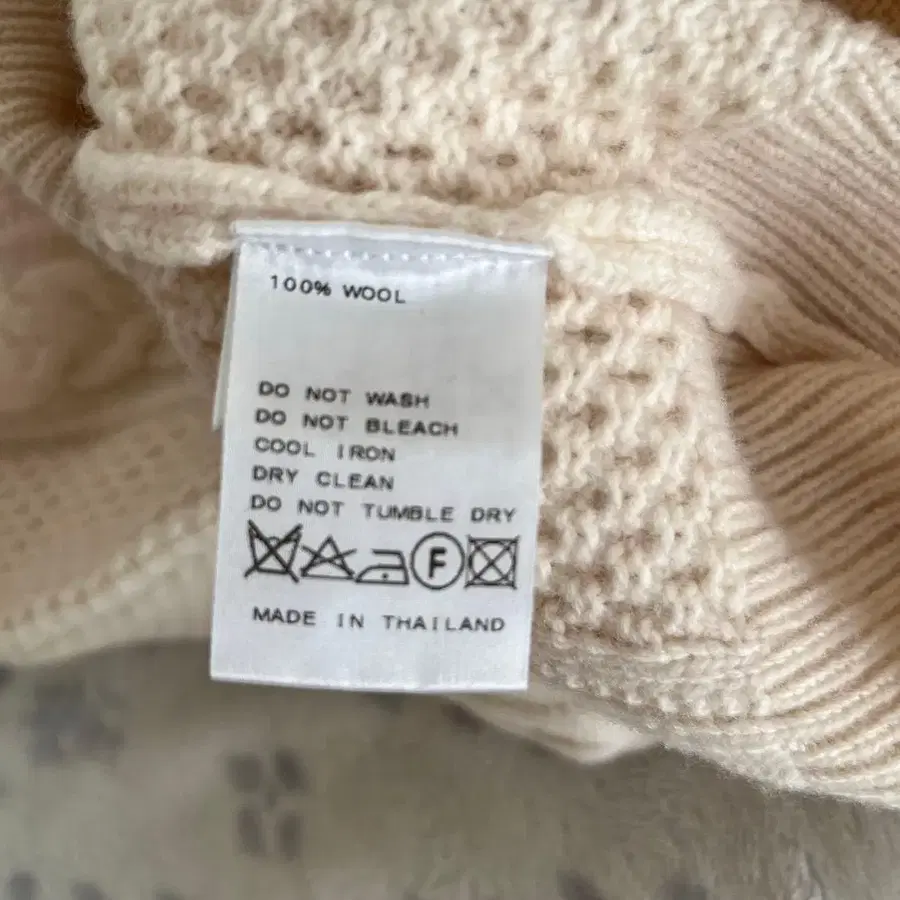 100% WOOL
DO NOT WASH
DO NOT BLEACH
COOL IRON
DRY CLEAN
DO NOT TUMBLE DRY
F
MADE IN THAILAND